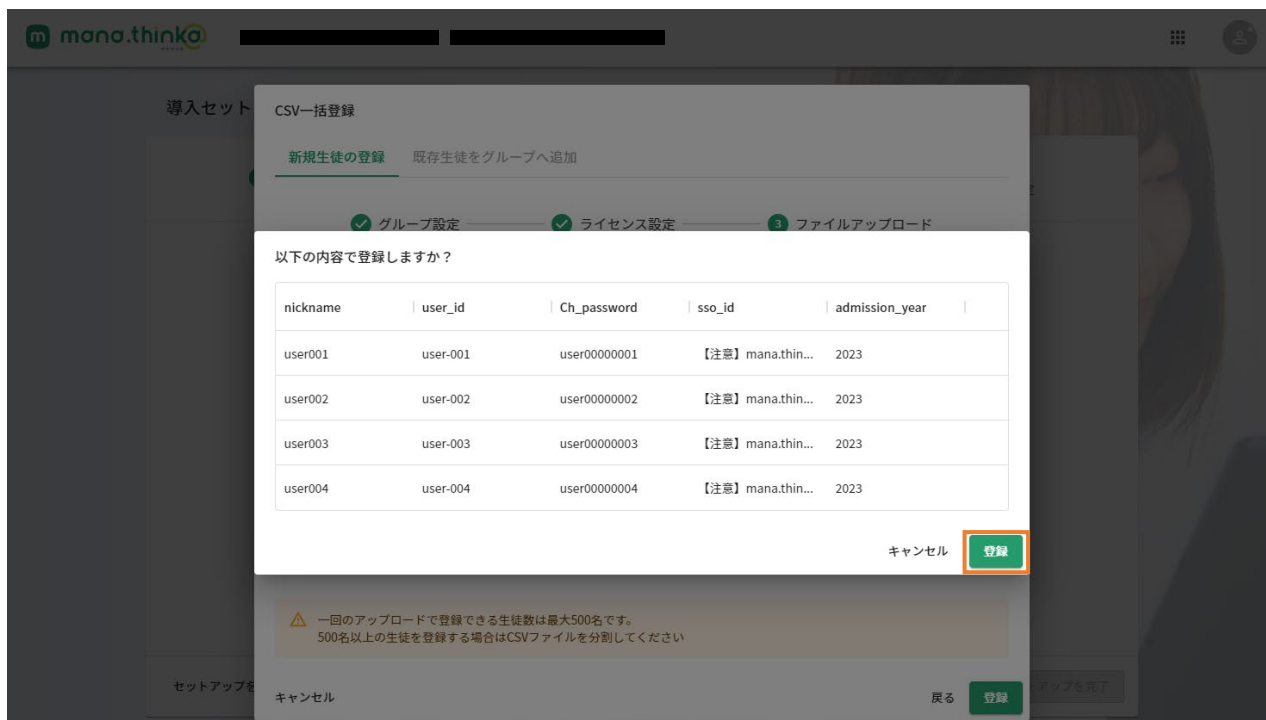 mana.think
導入セット
CSV一括登録
新規生徒の登録 既存生徒をグループへ追加
グループ設定 ライセンス設定 3 ファイルアップロード
以下の内容で登録しますか？
nickname user_id Ch_password sso_id admission_year
user001 user-001 user00000001 【注意】mana.thin... 2023
user002 user-002 user00000002 【注意】mana.thin... 2023
user003 user-003 user00000003 【注意】mana.thin... 2023
user004 user-004 user00000004 【注意】mana.thin... 2023
キャンセル 登録
一回のアップロードで登録できる生徒数は最大500名です。
500名以上の生徒を登録する場合はCSVファイルを分割してください
セットアップを キャンセル 戻る 登録 アップを完了